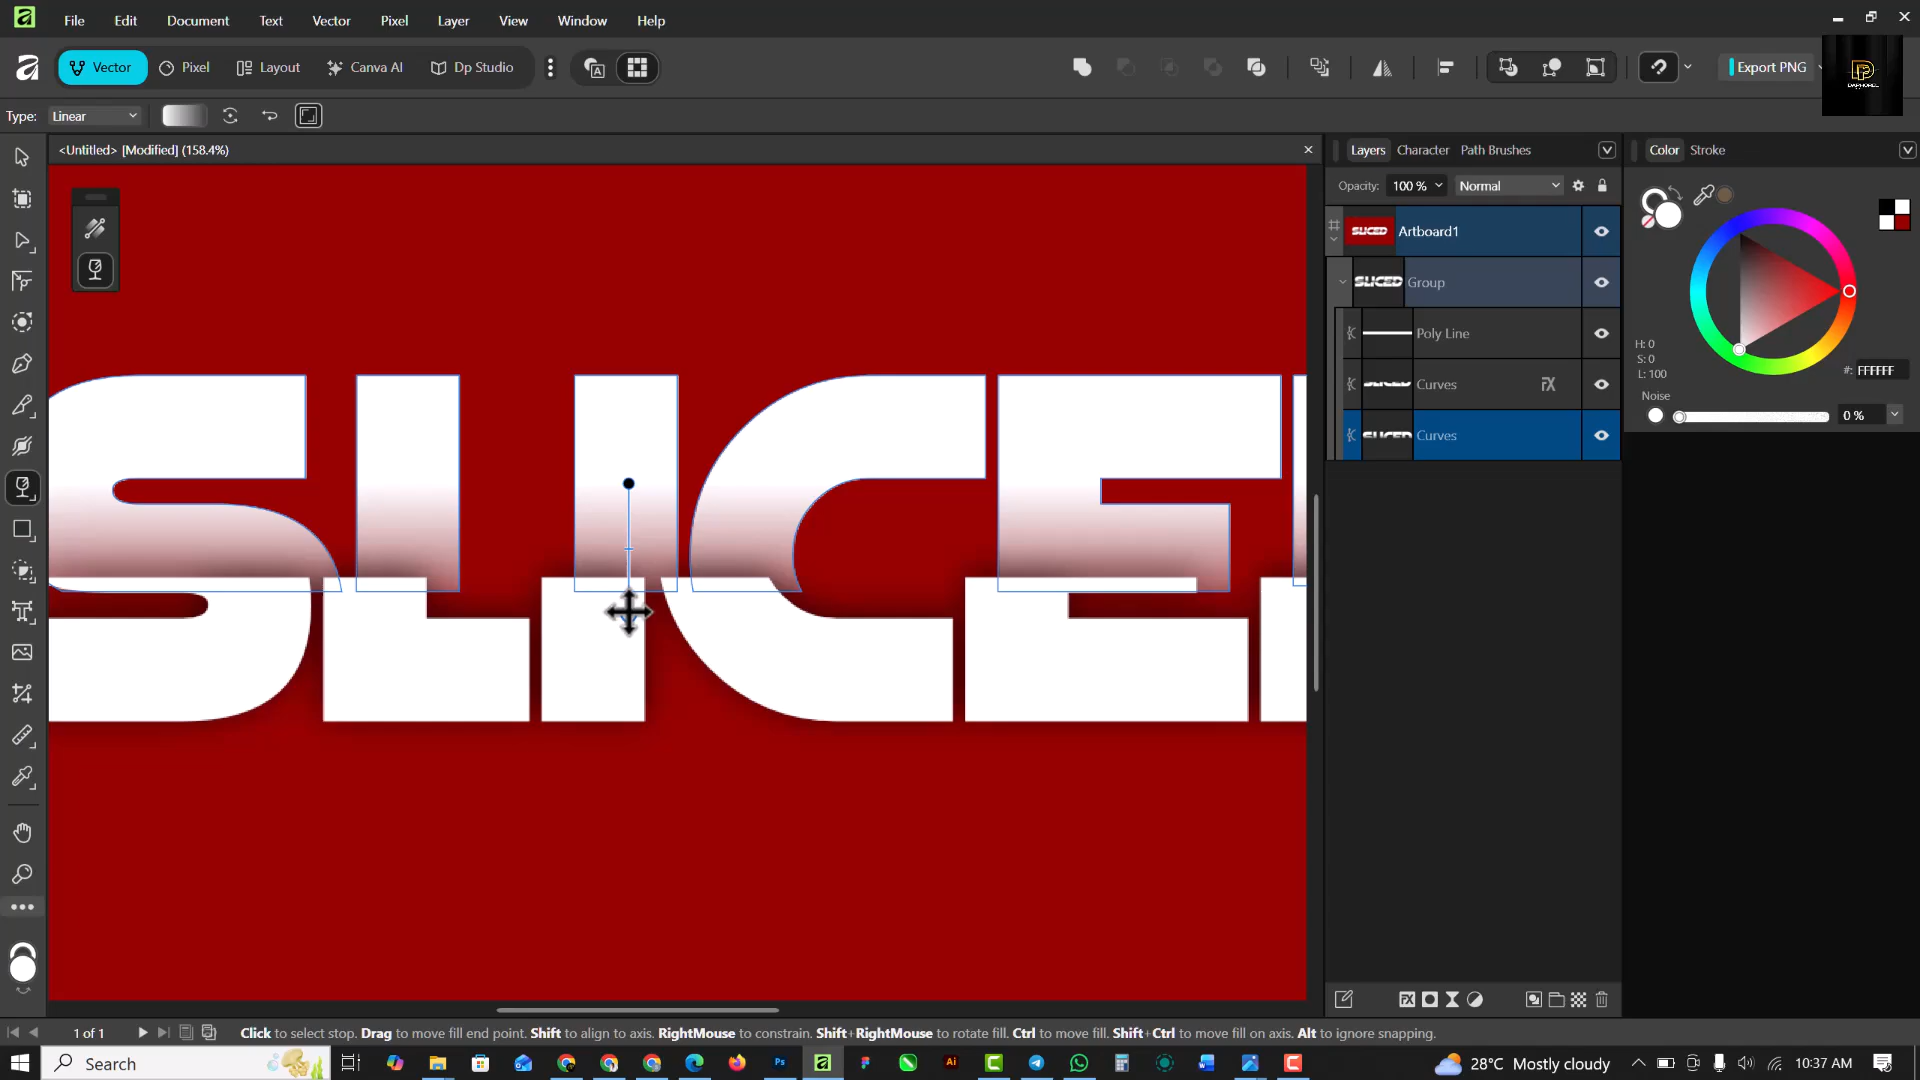 File Edit Document Text Vector Pixel Layer View Window Help
Vector Pixel Layout Canva AI Dp Studio Export PNG
Type: Linear
<Untitled> [Modified] (158.4%)
Layers Character Path Brushes
Color Stroke
Opacity: 100 % Normal
SLICED Artboard1
SLICED Group
Poly Line
Curves FX
Curves
H: 0
S: 0
L: 100
#: FFFFFF
Noise
0 %
SLICE
1 of 1
Click to select stop. Drag to move fill end point. Shift to align to axis. RightMouse to constrain. Shift+RightMouse to rotate fill. Ctrl to move fill. Shift+Ctrl to move fill on axis. Alt to ignore snapping.
Search
28°C Mostly cloudy
10:37 AM